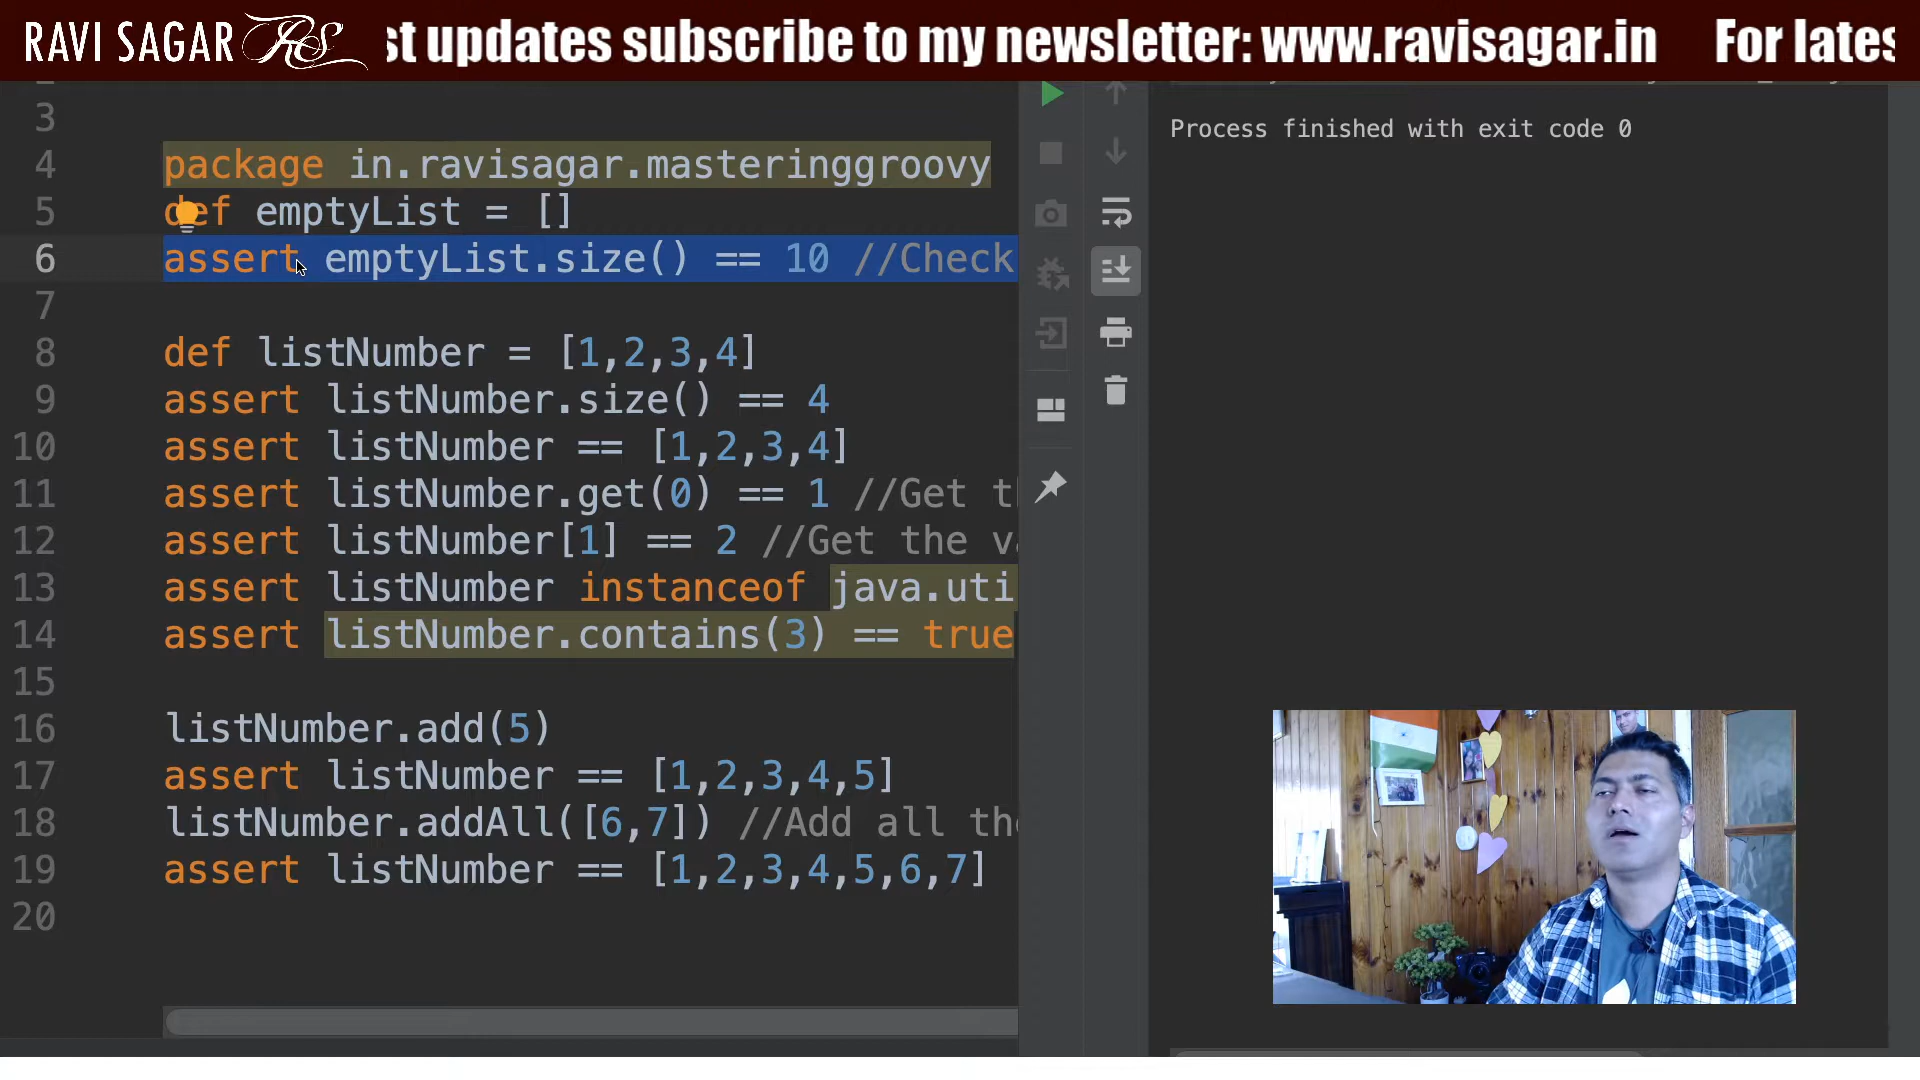 RAVI SAGAR RS st updates subscribe to my newsletter: www.ravisagar.in For lates
3
4 package in.ravisagar.masteringgroovy
5 def emptyList = []
6 assert emptyList.size() == 10 //Check
7
8 def listNumber = [1,2,3,4]
9 assert listNumber.size() == 4
10 assert listNumber == [1,2,3,4]
11 assert listNumber.get(0) == 1 //Get t
12 assert listNumber[1] == 2 //Get the v
13 assert listNumber instanceof java.uti
14 assert listNumber.contains(3) == true
15
16 listNumber.add(5)
17 assert listNumber == [1,2,3,4,5]
18 listNumber.addAll([6,7]) //Add all th
19 assert listNumber == [1,2,3,4,5,6,7]
20
Process finished with exit code 0